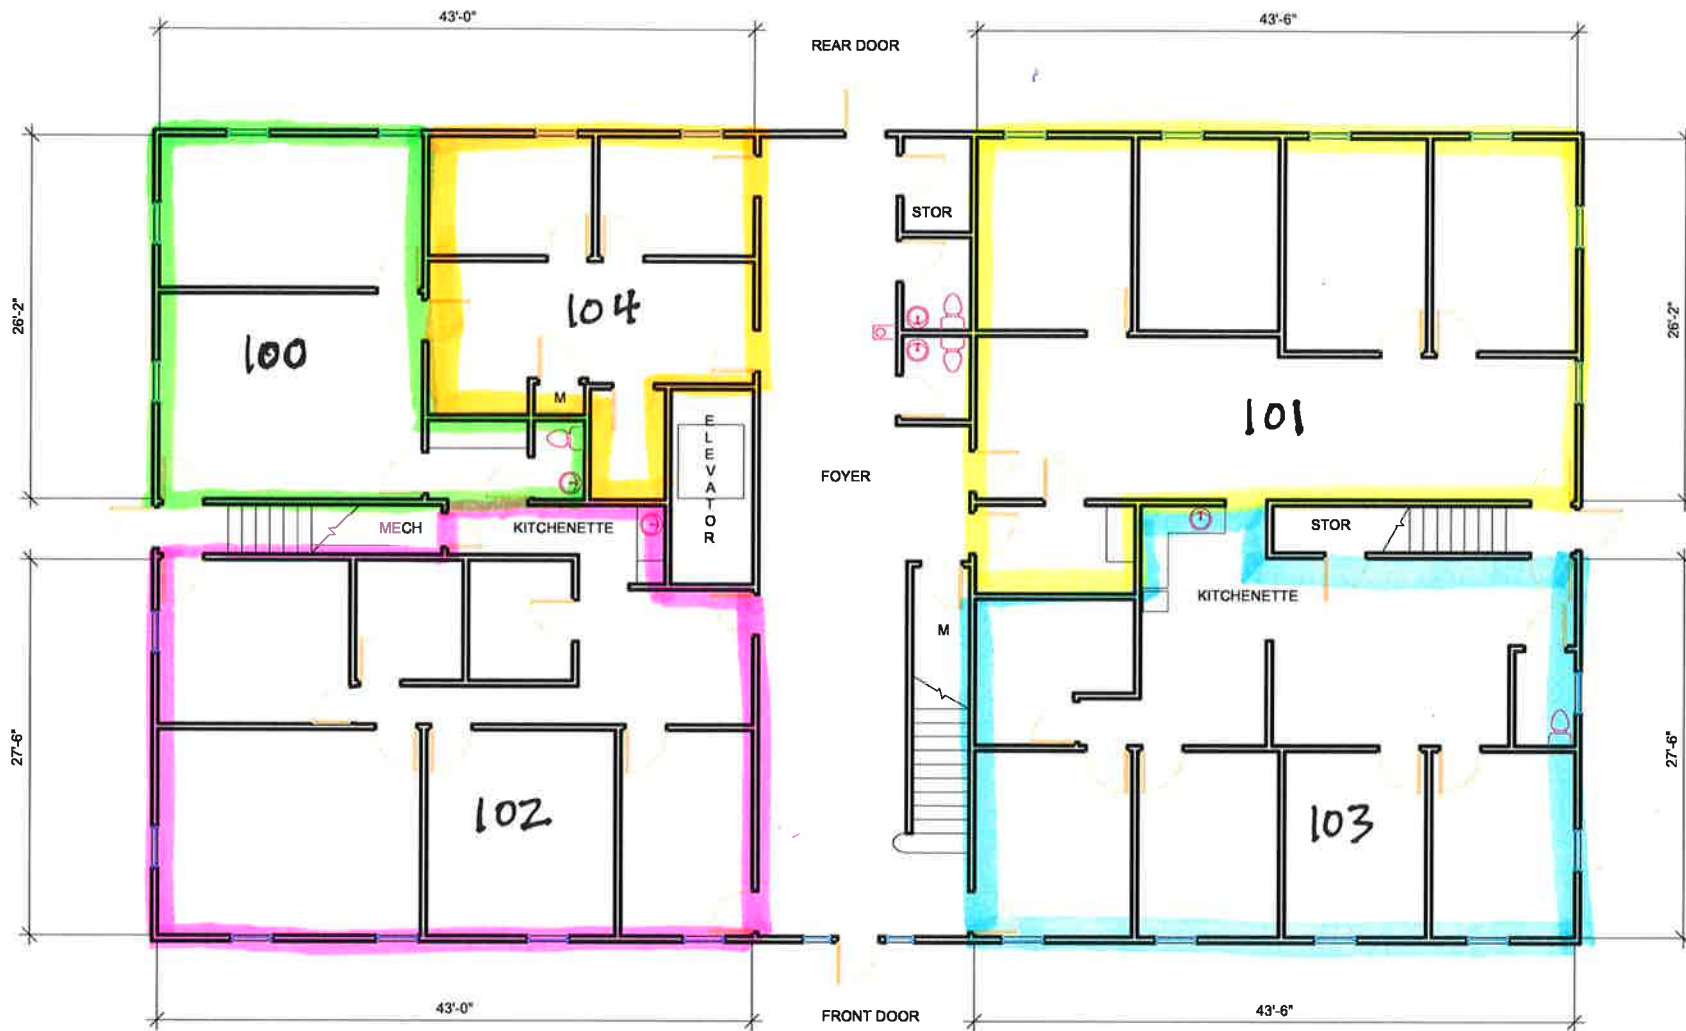 43'-0"
43'-6"
REAR DOOR
STOR
26'-2"
26'-2"
104
100
M
101
ELEVATOR
FOYER
MECH
KITCHENETTE
STOR
KITCHENETTE
M
27'-6"
27'-6"
102
103
43'-0"
43'-6"
FRONT DOOR